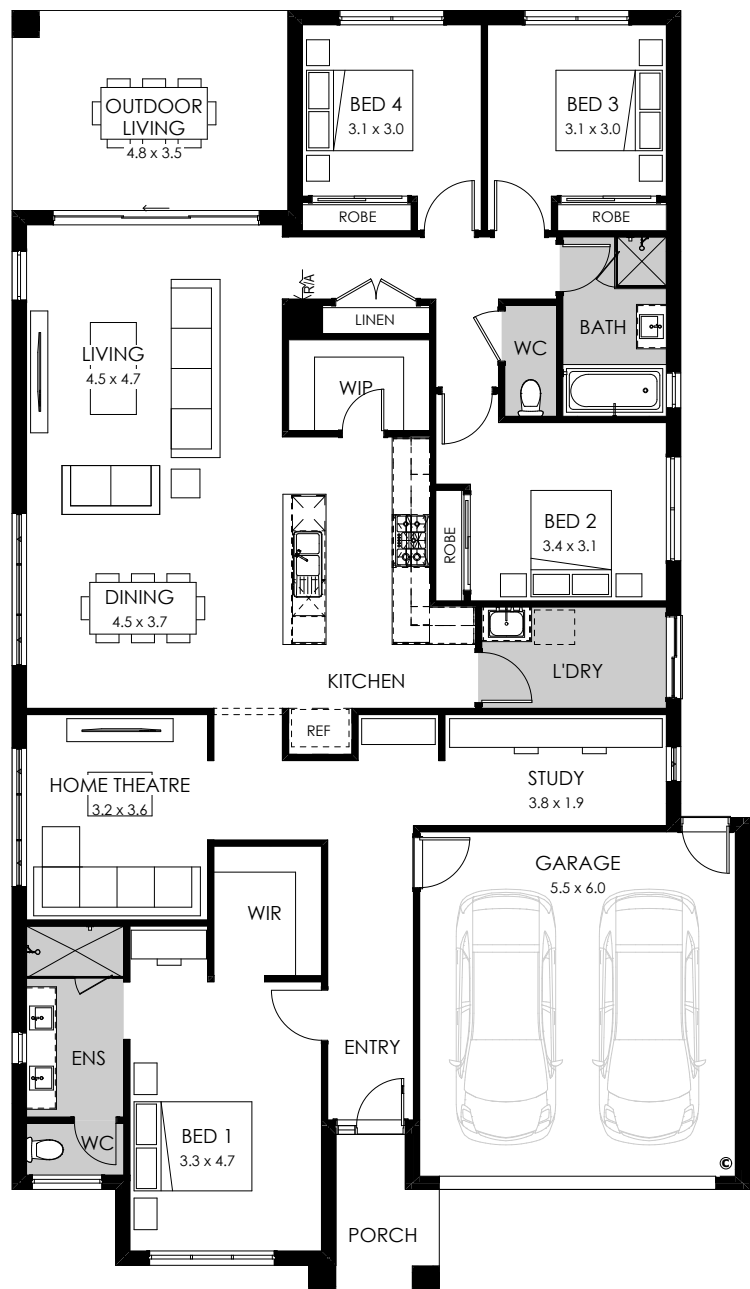 OUTDOOR
LIVING
4.8 x 3.5
BED 4
3.1 x 3.0
BED 3
3.1 x 3.0
ROBE
ROBE
R/A
LINEN
BATH
WC
LIVING
4.5 x 4.7
WIP
BED 2
3.4 x 3.1
ROBE
DINING
4.5 x 3.7
KITCHEN
L'DRY
REF
HOME THEATRE
3.2 x 3.6
STUDY
3.8 x 1.9
GARAGE
5.5 x 6.0
WIR
ENS
ENTRY
WC
BED 1
3.3 x 4.7
©
PORCH